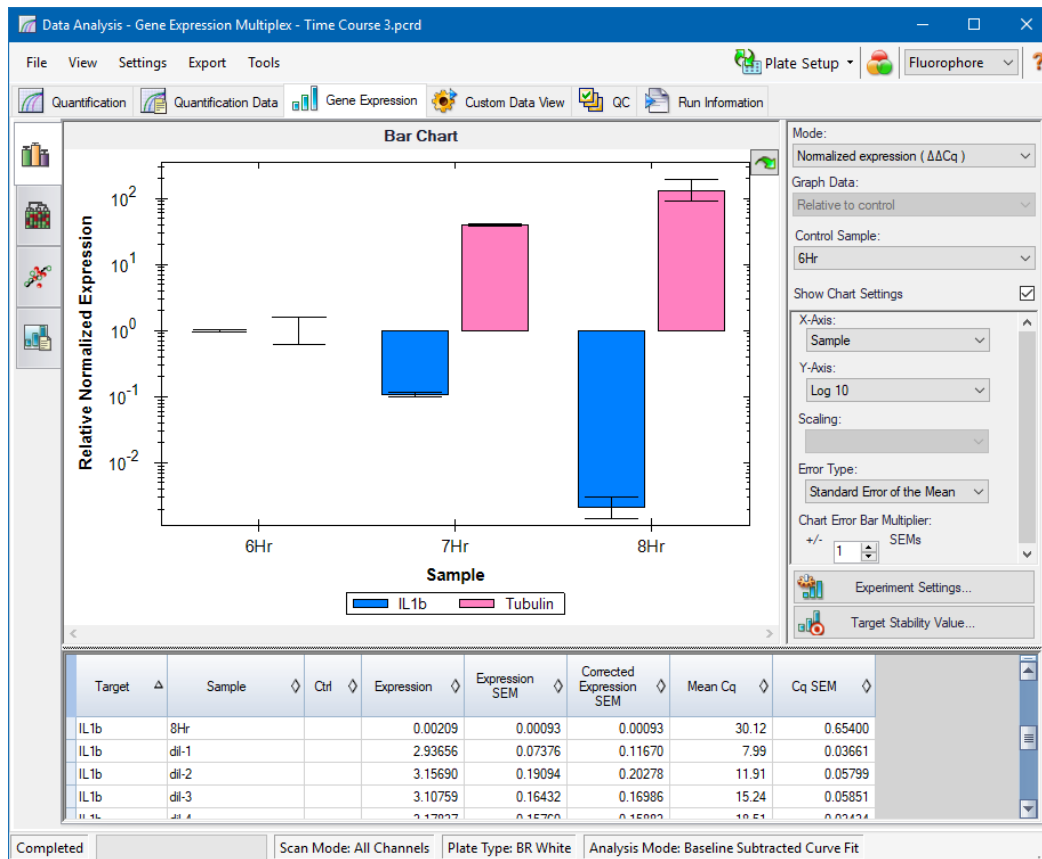 Data Analysis - Gene Expression Multiplex - Time Course 3.pcrd
File View Settings Export Tools Plate Setup Fluorophore ?
Quantification Quantification Data Gene Expression Custom Data View QC Run Information
Bar Chart
Relative Normalized Expression
10^2
10^1
10^0
10^-1
10^-2
6Hr 7Hr 8Hr
Sample
IL1b Tubulin
Mode:
Normalized expression ( ΔΔCq )
Graph Data:
Relative to control
Control Sample:
6Hr
Show Chart Settings
X-Axis:
Sample
Y-Axis:
Log 10
Scaling:
Error Type:
Standard Error of the Mean
Chart Error Bar Multiplier:
+/- 1 SEMs
Experiment Settings...
Target Stability Value...
Target Sample Ctrl Expression Expression SEM Corrected Expression SEM Mean Cq Cq SEM
IL1b 8Hr 0.00209 0.00093 0.00093 30.12 0.65400
IL1b dil-1 2.93656 0.07376 0.11670 7.99 0.03661
IL1b dil-2 3.15690 0.19094 0.20278 11.91 0.05799
IL1b dil-3 3.10759 0.16432 0.16986 15.24 0.05851
Completed Scan Mode: All Channels Plate Type: BR White Analysis Mode: Baseline Subtracted Curve Fit